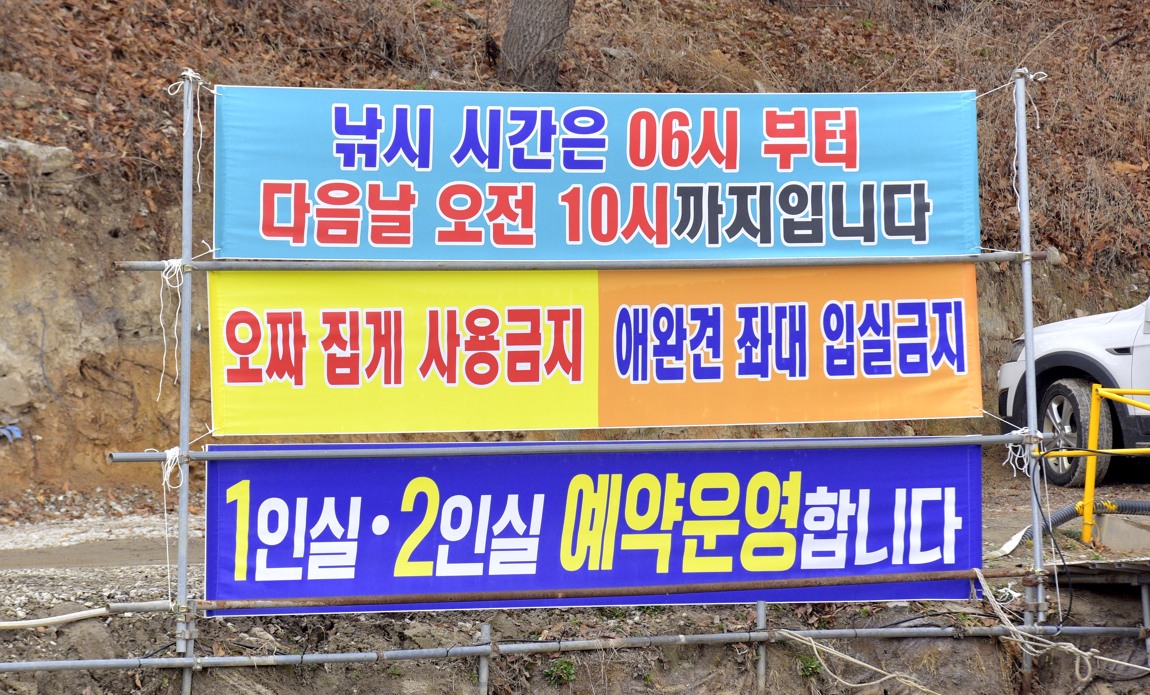 낚시 시간은 06시 부터
다음날 오전 10시까지입니다
오짜 집게 사용금지
애완견 좌대 입실금지
1인실·2인실 예약운영합니다